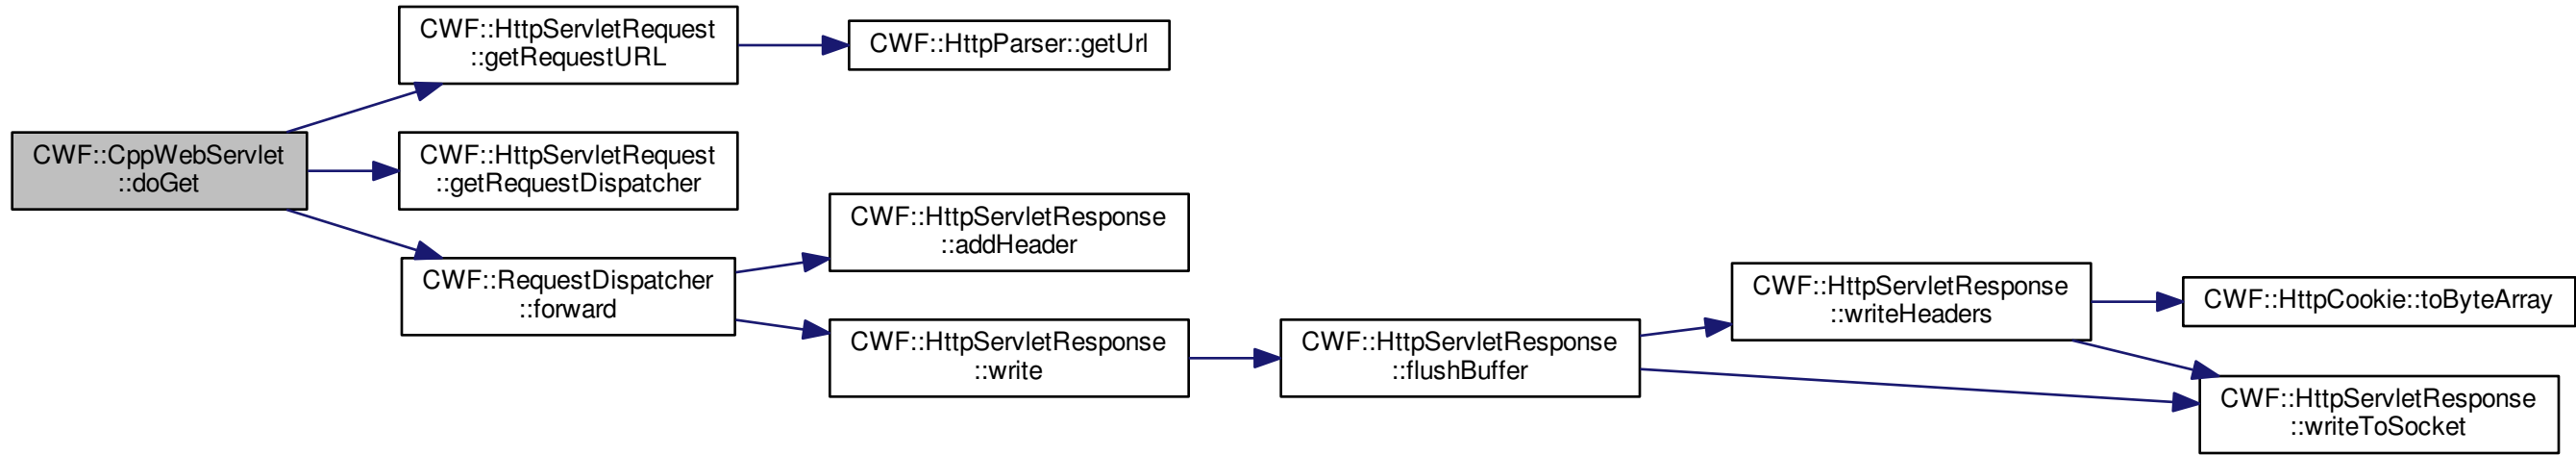 CWF::CppWebServlet
::doGet
CWF::HttpServletRequest
::getRequestURL
CWF::HttpParser::getUrl
CWF::HttpServletRequest
::getRequestDispatcher
CWF::RequestDispatcher
::forward
CWF::HttpServletResponse
::addHeader
CWF::HttpServletResponse
::write
CWF::HttpServletResponse
::flushBuffer
CWF::HttpServletResponse
::writeHeaders
CWF::HttpCookie::toByteArray
CWF::HttpServletResponse
::writeToSocket